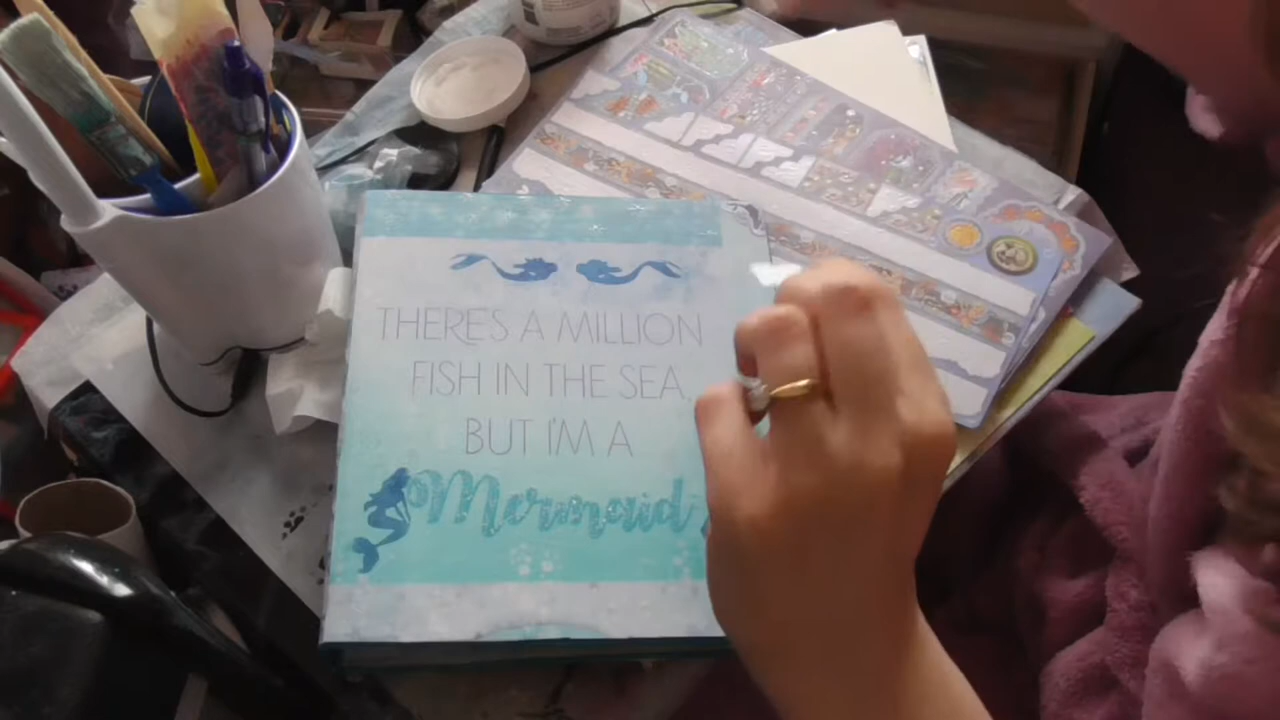 THERE'S A MILLION
FISH IN THE SEA,
BUT I'M A
Mermaid